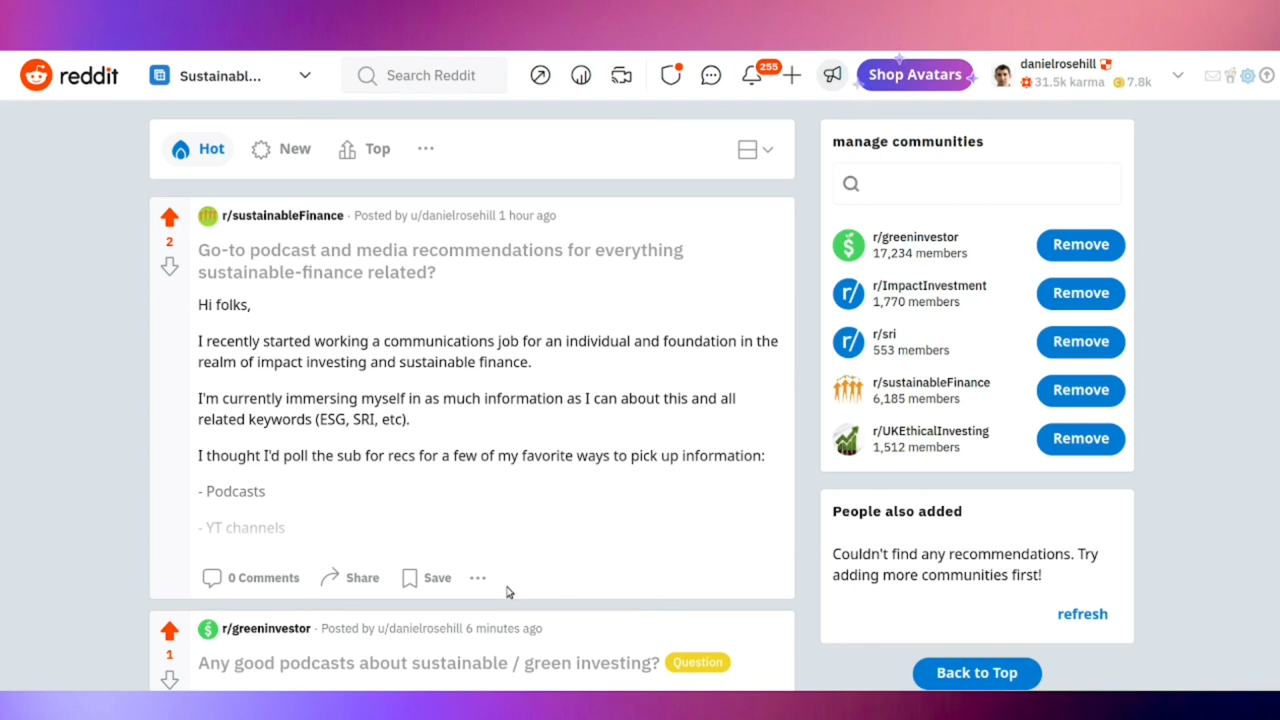 reddit
Sustainabl...
Search Reddit
255
Shop Avatars
danielrosehill
31.5k karma
7.8k
Hot
New
Top
r/sustainableFinance · Posted by u/danielrosehill 1 hour ago
2
Go-to podcast and media recommendations for everything
sustainable-finance related?
Hi folks,
I recently started working a communications job for an individual and foundation in the
realm of impact investing and sustainable finance.
I'm currently immersing myself in as much information as I can about this and all
related keywords (ESG, SRI, etc).
I thought I'd poll the sub for recs for a few of my favorite ways to pick up information:
- Podcasts
- YT channels
0 Comments
Share
Save
r/greeninvestor · Posted by u/danielrosehill 6 minutes ago
1
Any good podcasts about sustainable / green investing?
Question
manage communities
r/greeninvestor
17,234 members
Remove
r/ImpactInvestment
1,770 members
Remove
r/sri
553 members
Remove
r/sustainableFinance
6,185 members
Remove
r/UKEthicalInvesting
1,512 members
Remove
People also added
Couldn't find any recommendations. Try
adding more communities first!
refresh
Back to Top